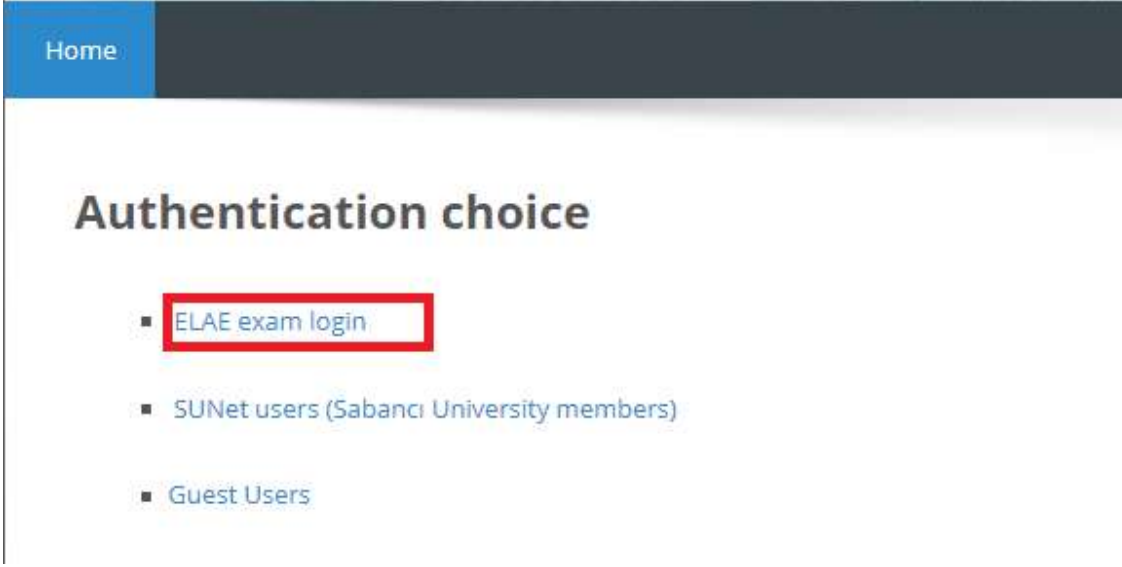 Home
Authentication choice
ELAE exam login
SUNet users (Sabancı University members)
Guest Users